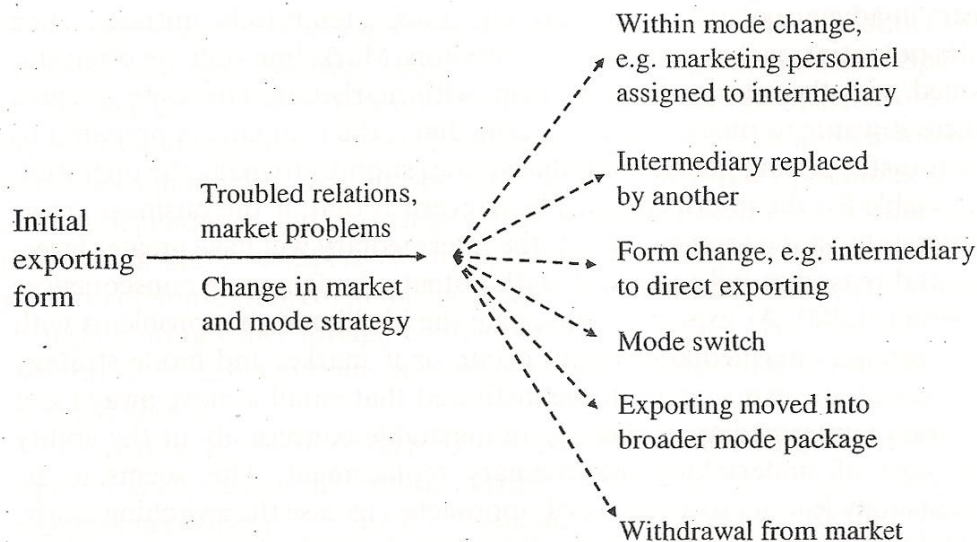 Within mode change,
e.g. marketing personnel
assigned to intermediary
Intermediary replaced
by another
Troubled relations,
market problems
Initial
exporting
form
Change in market
and mode strategy
Form change, e.g. intermediary
to direct exporting
Mode switch
Exporting moved into
broader mode package
Withdrawal from market